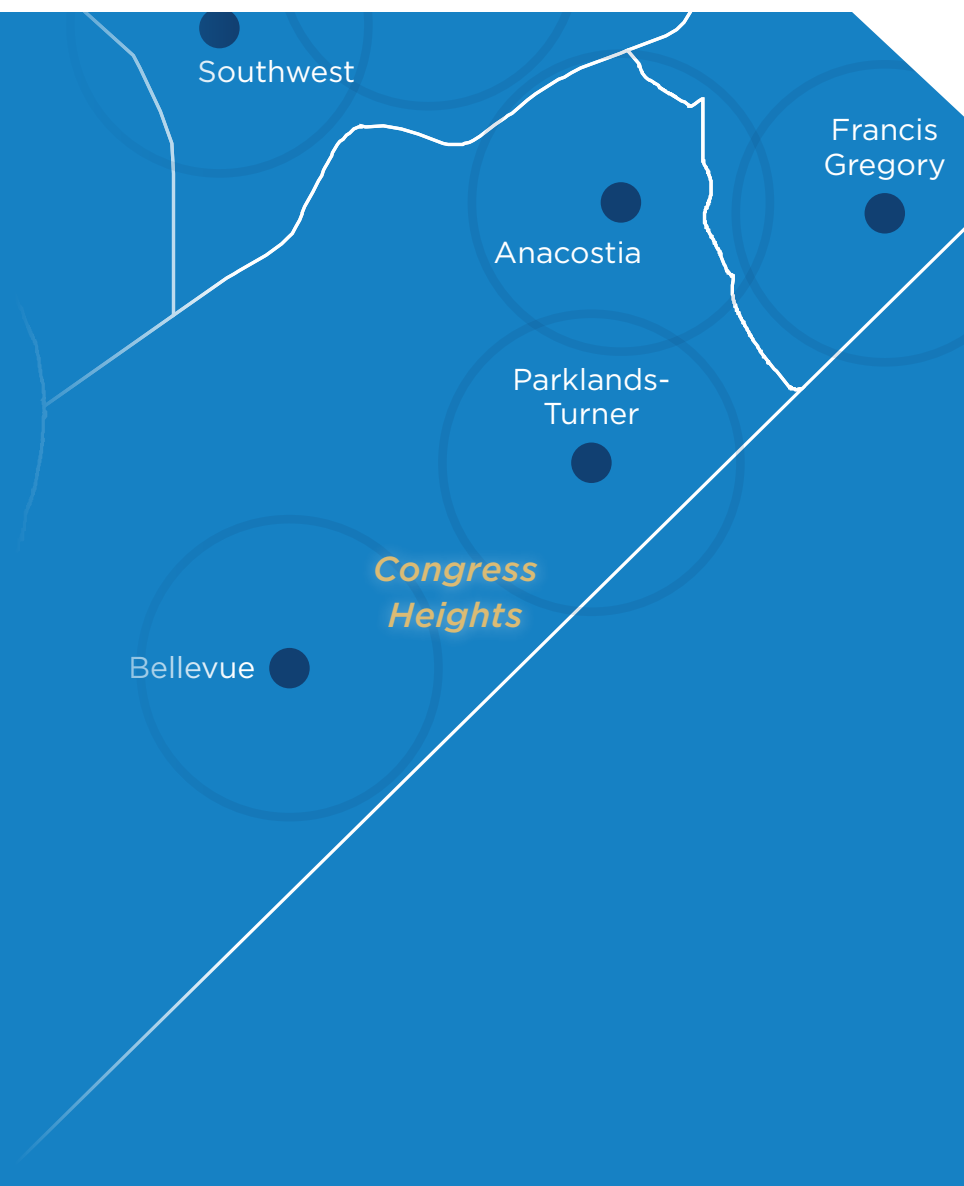 Southwest
Francis
Gregory
Anacostia
Parklands-
Turner
Congress
Heights
Bellevue